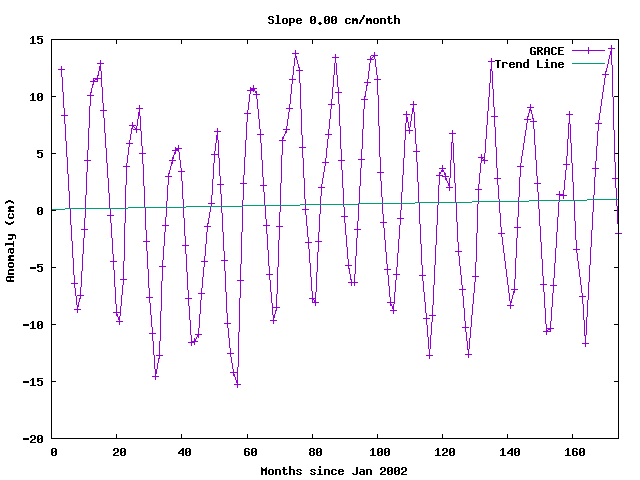 Slope 0.00 cm/month
GRACE
Trend Line
15
10
5
0
-5
-10
-15
-20
Anomaly (cm)
0 20 40 60 80 100 120 140 160
Months since Jan 2002